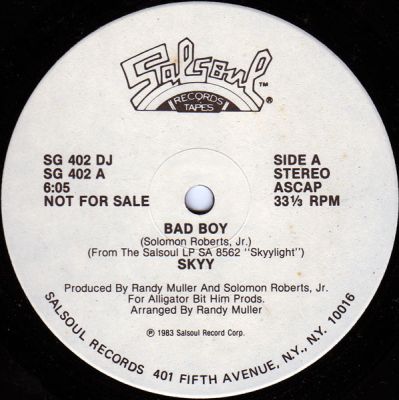 Salsoul ™
RECORDS
TAPES ®
SG 402 DJ
SG 402 A
6:05
NOT FOR SALE
SIDE A
STEREO
ASCAP
33⅓ RPM
BAD BOY
(Solomon Roberts, Jr.)
(From The Salsoul LP SA 8562 "Skyylight")
SKYY
Produced By Randy Muller And Solomon Roberts, Jr.
For Alligator Bit Him Prods.
Arranged By Randy Muller
℗ 1983 Salsoul Record Corp.
SALSOUL RECORDS 401 FIFTH AVENUE, N.Y., N.Y. 10016